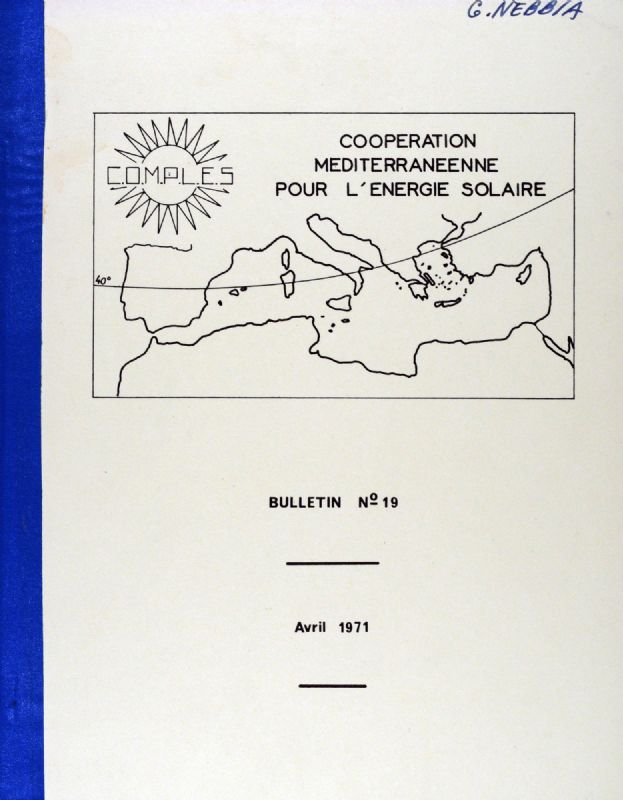 G. NEBBIA
COOPERATION
MEDITERRANEENNE
POUR L'ENERGIE SOLAIRE
C.O.M.P.L.E.S
40°
BULLETIN Nº 19
Avril 1971